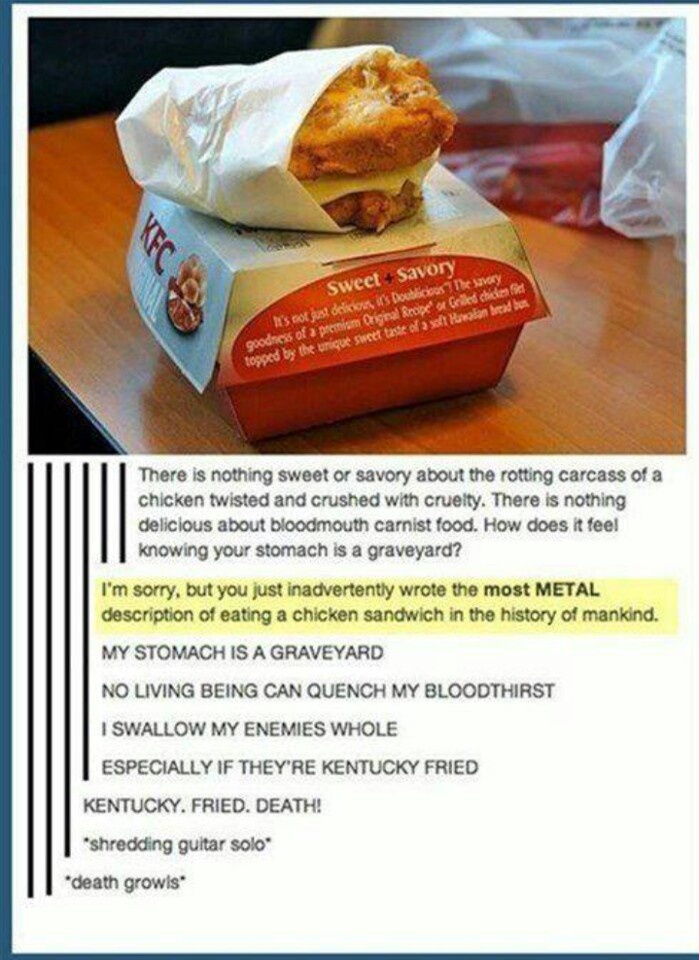 KFC
Sweet + Savory
It's not just delicious, it's Doublicious™! The savory
goodness of a premium Original Recipe® or Grilled chicken filet
topped by the unique sweet taste of a soft Hawaiian bread bun.
There is nothing sweet or savory about the rotting carcass of a
chicken twisted and crushed with cruelty. There is nothing
delicious about bloodmouth carnist food. How does it feel
knowing your stomach is a graveyard?
I'm sorry, but you just inadvertently wrote the most METAL
description of eating a chicken sandwich in the history of mankind.
MY STOMACH IS A GRAVEYARD
NO LIVING BEING CAN QUENCH MY BLOODTHIRST
I SWALLOW MY ENEMIES WHOLE
ESPECIALLY IF THEY'RE KENTUCKY FRIED
KENTUCKY. FRIED. DEATH!
*shredding guitar solo*
*death growls*